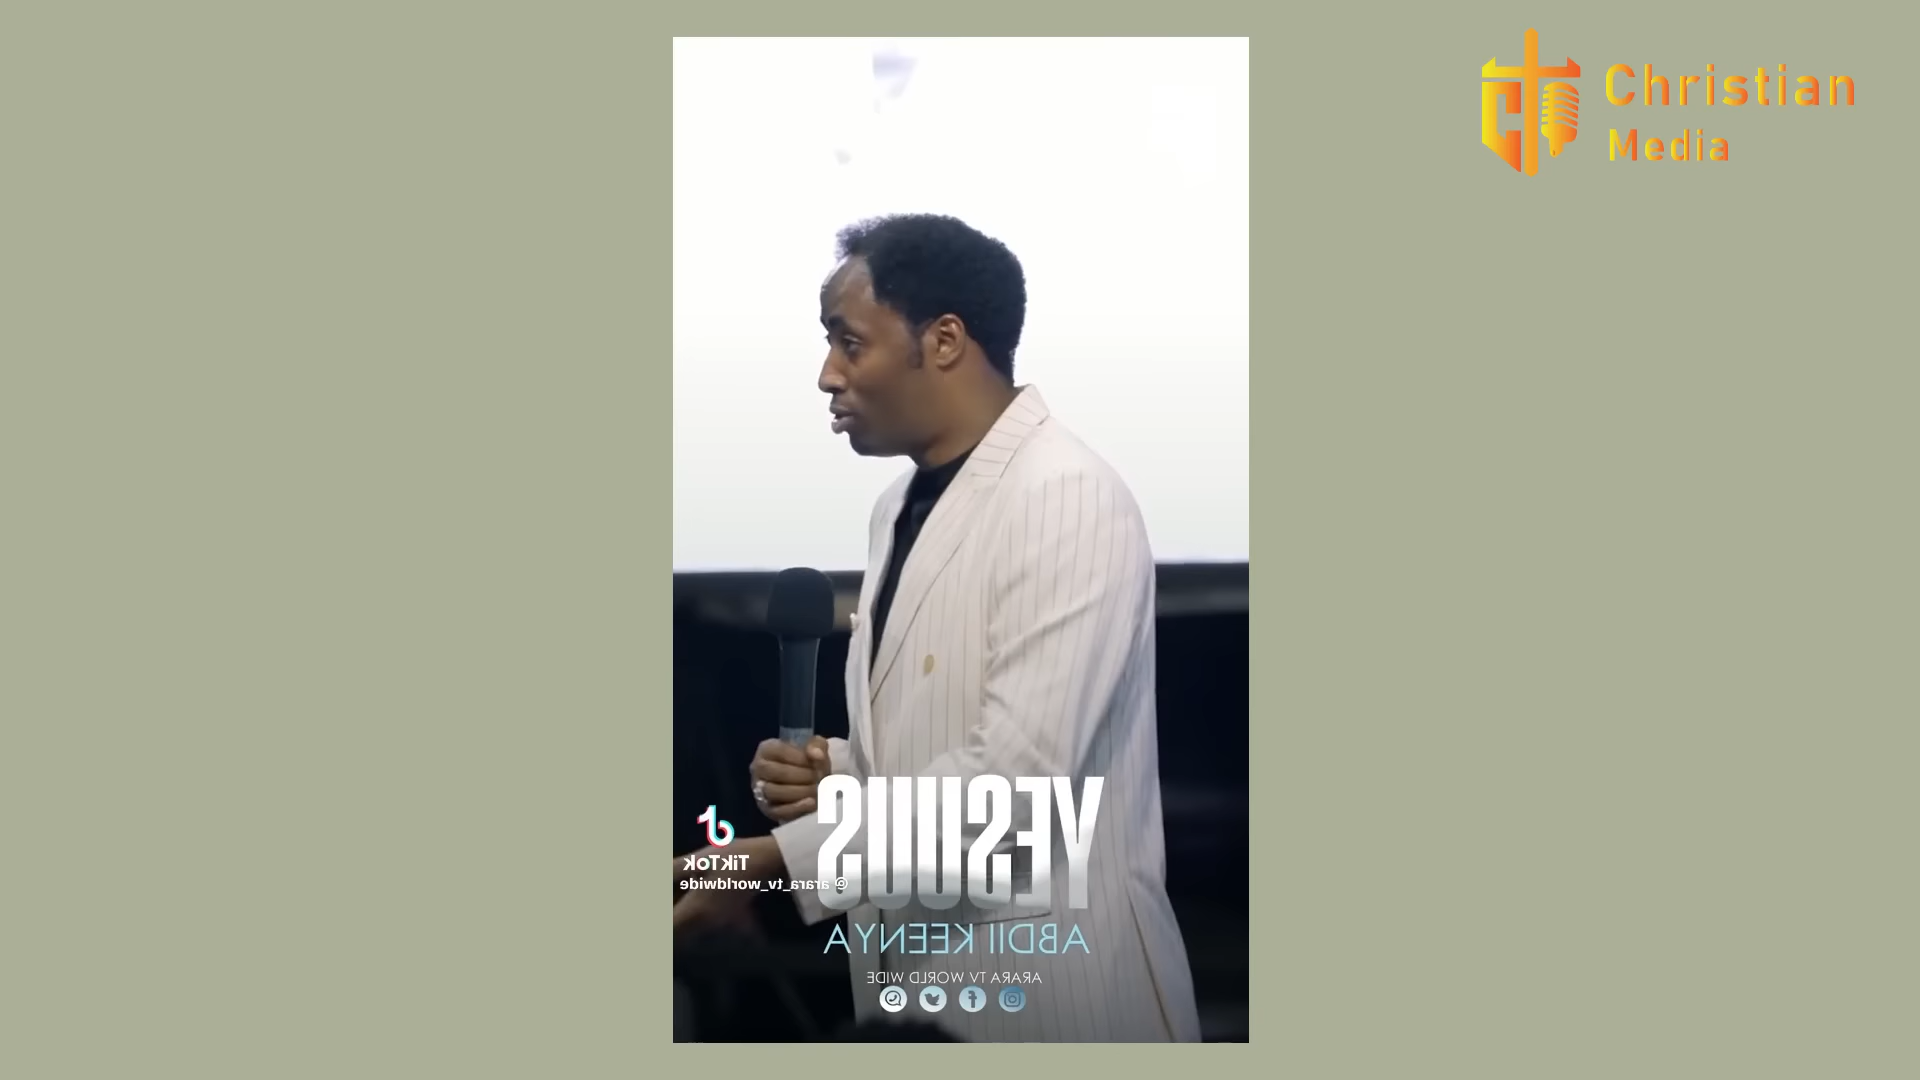 Christian
Media
YESUUS
TikTok
@ arara_tv_worldwide
ABDII KEENYA
ARARA TV WORLD WIDE